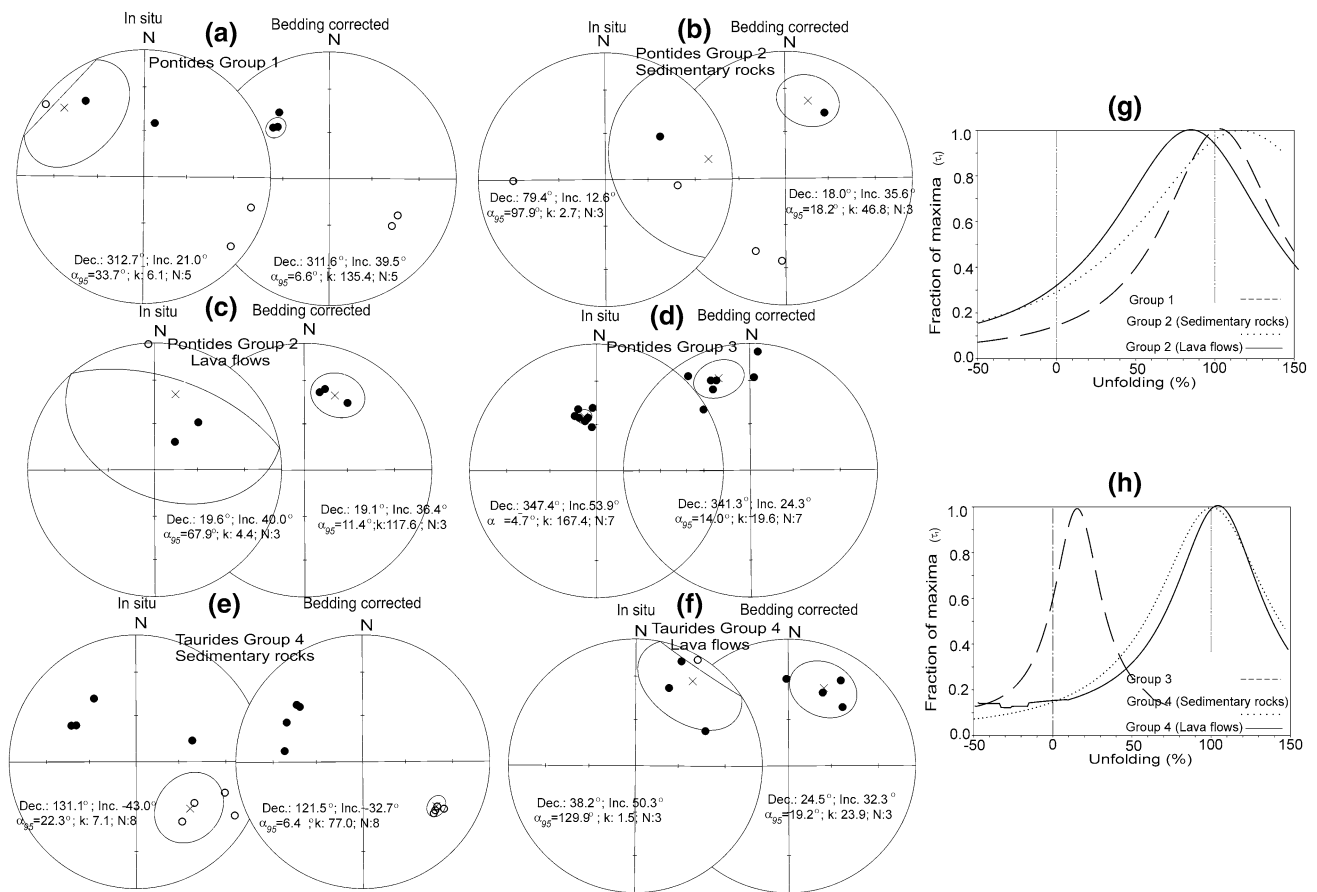 (a)
In situ
Bedding corrected
N
N
Pontides Group 1
Dec.: 312.7°; Inc. 21.0°
α95=33.7°; k: 6.1; N:5
Dec.: 311.6°; Inc. 39.5°
α95=6.6°; k: 135.4; N:5
(b)
In situ
Bedding corrected
N
N
Pontides Group 2
Sedimentary rocks
Dec.: 79.4°; Inc. 12.6°
α95=97.9°; k: 2.7; N:3
Dec.: 18.0°; Inc. 35.6°
α95=18.2°; k: 46.8; N:3
(c)
In situ
Bedding corrected
N
N
Pontides Group 2
Lava flows
Dec.: 19.6°; Inc. 40.0°
α95=67.9°; k: 4.4; N:3
Dec.: 19.1°; Inc. 36.4°
α95=11.4°;k:117.6; N:3
(d)
In situ
Bedding corrected
N
N
Pontides Group 3
Dec.: 347.4°; Inc.53.9°
α =4.7°; k: 167.4; N:7
Dec.: 341.3°; Inc. 24.3°
α95=14.0°; k: 19.6; N:7
(e)
In situ
Bedding corrected
N
N
Taurides Group 4
Sedimentary rocks
Dec.: 131.1°; Inc. -43.0°
α95=22.3°; k: 7.1; N:8
Dec.: 121.5°; Inc.-32.7°
α95=6.4 °;k: 77.0; N:8
(f)
In situ
Bedding corrected
N
N
Taurides Group 4
Lava flows
Dec.: 38.2°; Inc. 50.3°
α95=129.9°; k: 1.5; N:3
Dec.: 24.5°; Inc. 32.3°
α95=19.2°; k: 23.9; N:3
(g)
Fraction of maxima (τ1)
1.0
0.8
0.6
0.4
0.2
0.0
Group 1
Group 2 (Sedimentary rocks)
Group 2 (Lava flows)
-50 0 50 100 150
Unfolding (%)
(h)
Fraction of maxima (τ1)
1.0
0.8
0.6
0.4
0.2
0.0
Group 3
Group 4 (Sedimentary rocks)
Group 4 (Lava flows)
-50 0 50 100 150
Unfolding (%)